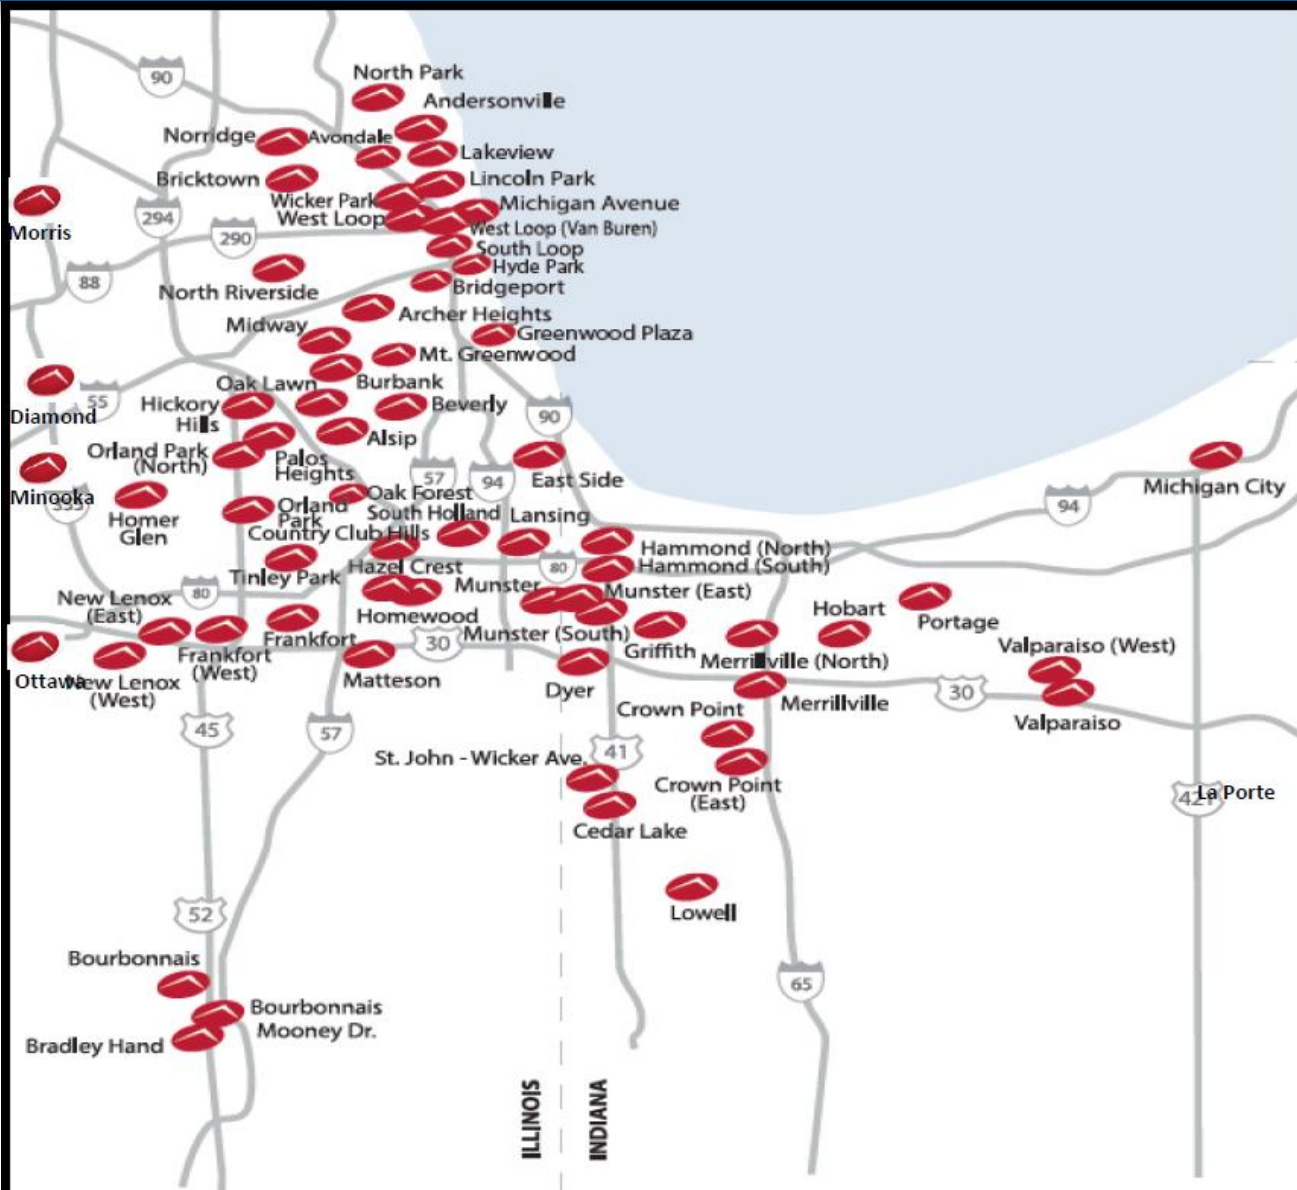 North Park
90
Andersonville
Norridge
Avondale
Lakeview
Bricktown
Lincoln Park
Wicker Park
Michigan Avenue
294
West Loop
West Loop (Van Buren)
Morris
290
South Loop
Hyde Park
88
Bridgeport
North Riverside
Archer Heights
Midway
Greenwood Plaza
Mt. Greenwood
Oak Lawn
Burbank
55
Hickory
Hills
Beverly
Diamond
90
Alsip
Orland Park
(North)
Palos
Heights
57
94
East Side
Michigan City
Minooka
355
Oak Forest
Homer
Glen
Orland
Park
South Holland
Lansing
94
Country Club Hills
Hammond (North)
Hazel Crest
80
Hammond (South)
Tinley Park
Munster
Munster (East)
80
New Lenox
(East)
Homewood
Hobart
Portage
Frankfort
30
Munster (South)
Griffith
Valparaiso (West)
Frankfort
(West)
Merrillville (North)
Ottawa
New Lenox
(West)
Matteson
Dyer
30
Merrillville
Crown Point
Valparaiso
45
57
41
St. John - Wicker Ave.
Crown Point
(East)
421
La Porte
Cedar Lake
52
Lowell
Bourbonnais
65
Bourbonnais
Mooney Dr.
Bradley Hand
ILLINOIS
INDIANA